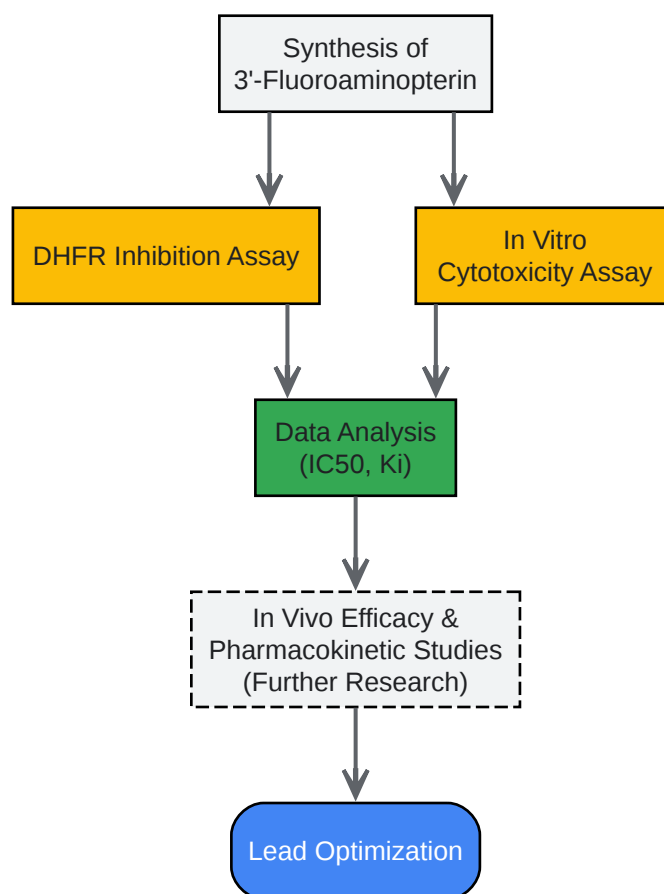 Synthesis of
3'-Fluoroaminopterin
DHFR Inhibition Assay
In Vitro
Cytotoxicity Assay
Data Analysis
(IC50, Ki)
In Vivo Efficacy &
Pharmacokinetic Studies
(Further Research)
Lead Optimization